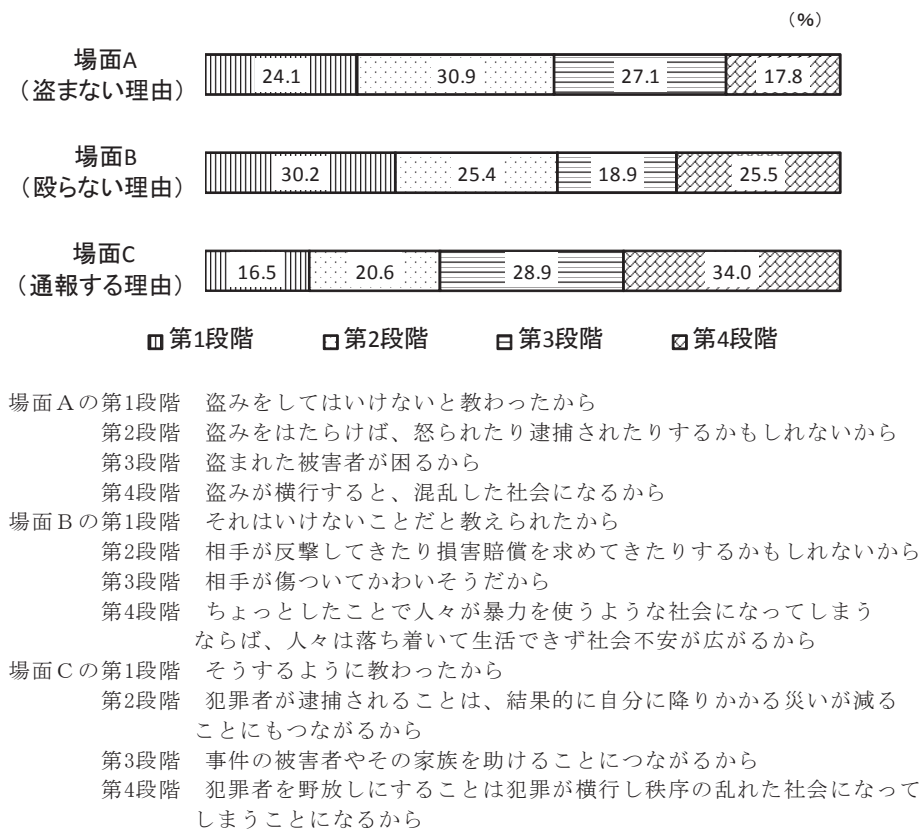 （%）
場面A
（盗まない理由）
24.1 30.9 27.1 17.8
場面B
（殴らない理由）
30.2 25.4 18.9 25.5
場面C
（通報する理由）
16.5 20.6 28.9 34.0
第1段階 第2段階 第3段階 第4段階
場面Ａの第1段階　盗みをしてはいけないと教わったから
第2段階　盗みをはたらけば、怒られたり逮捕されたりするかもしれないから
第3段階　盗まれた被害者が困るから
第4段階　盗みが横行すると、混乱した社会になるから
場面Ｂの第1段階　それはいけないことだと教えられたから
第2段階　相手が反撃してきたり損害賠償を求めてきたりするかもしれないから
第3段階　相手が傷ついてかわいそうだから
第4段階　ちょっとしたことで人々が暴力を使うような社会になってしまう
ならば、人々は落ち着いて生活できず社会不安が広がるから
場面Ｃの第1段階　そうするように教わったから
第2段階　犯罪者が逮捕されることは、結果的に自分に降りかかる災いが減る
ことにもつながるから
第3段階　事件の被害者やその家族を助けることにつながるから
第4段階　犯罪者を野放しにすることは犯罪が横行し秩序の乱れた社会になって
しまうことになるから